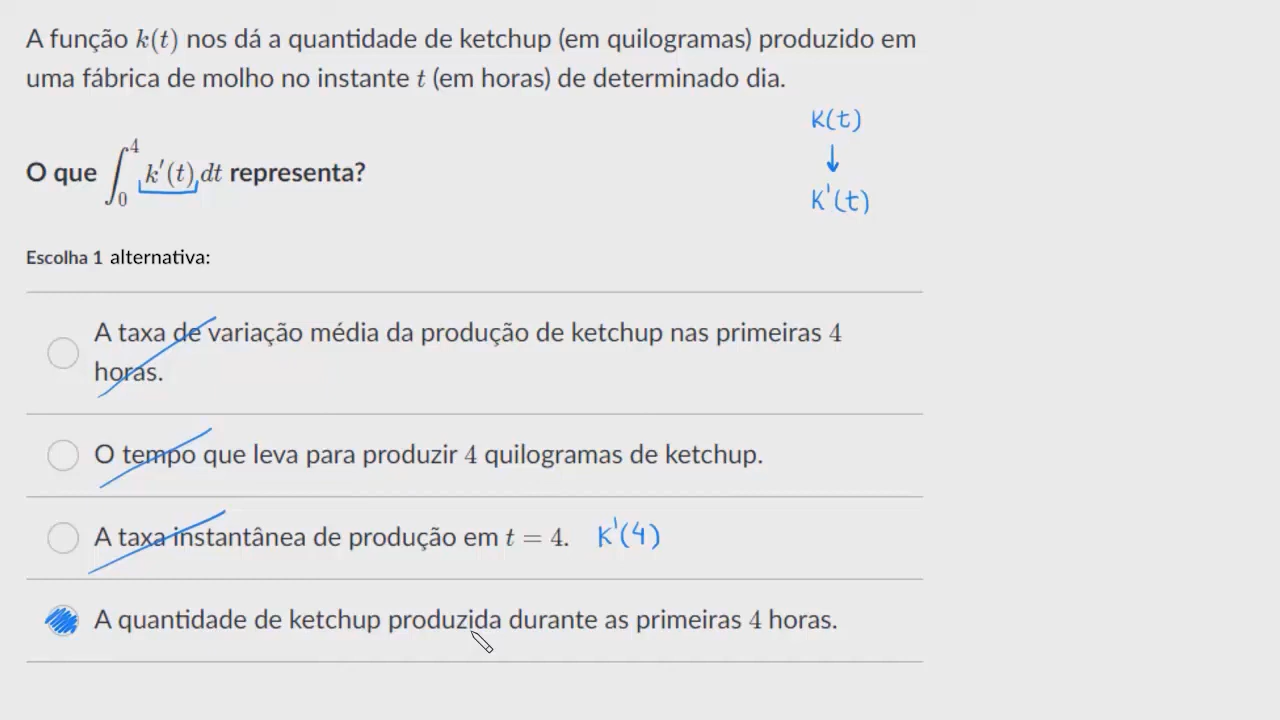 A função k(t) nos dá a quantidade de ketchup (em quilogramas) produzido em
uma fábrica de molho no instante t (em horas) de determinado dia.
K(t)
↓
K'(t)
O que ∫₀⁴ k′(t) dt representa?
Escolha 1 alternativa:
A taxa de variação média da produção de ketchup nas primeiras 4
horas.
O tempo que leva para produzir 4 quilogramas de ketchup.
A taxa instantânea de produção em t = 4. K'(4)
A quantidade de ketchup produzida durante as primeiras 4 horas.